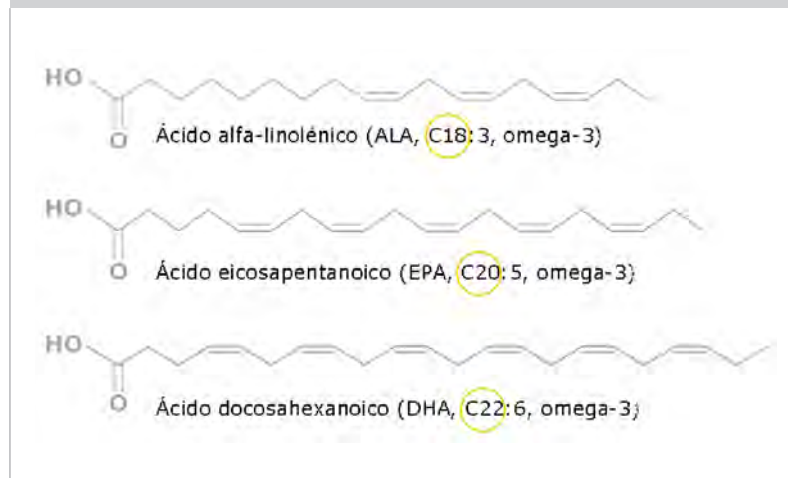 HO
O
Ácido alfa-linolénico (ALA, C18:3, omega-3)
HO
O
Ácido eicosapentanoico (EPA, C20:5, omega-3)
HO
O
Ácido docosahexanoico (DHA, C22:6, omega-3)